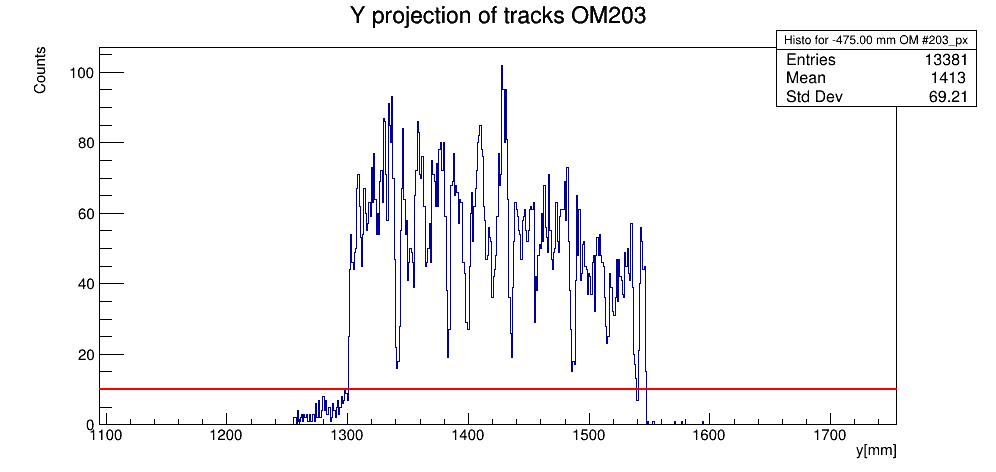 Y projection of tracks OM203
Histo for -475.00 mm OM #203_px
Entries 13381
Mean 1413
Std Dev 69.21
Counts
100
80
60
40
20
0
1100 1200 1300 1400 1500 1600 1700
y[mm]